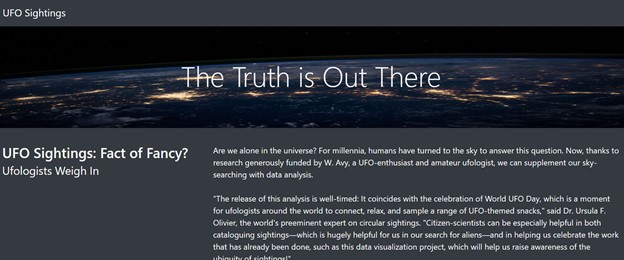 UFO Sightings
The Truth is Out There
UFO Sightings: Fact of Fancy?
Ufologists Weigh In
Are we alone in the universe? For millennia, humans have turned to the sky to answer this question. Now, thanks to
research generously funded by W. Avy, a UFO-enthusiast and amateur ufologist, we can supplement our sky-
searching with data analysis.
"The release of this analysis is well-timed: It coincides with the celebration of World UFO Day, which is a moment
for ufologists around the world to connect, relax, and sample a range of UFO-themed snacks," said Dr. Ursula F.
Olivier, the world's preeminent expert on circular sightings. "Citizen-scientists can be especially helpful in both
cataloguing sightings—which is hugely helpful for us in our search for aliens—and in helping us celebrate the work
that has already been done, such as this data visualization project, which will help us raise awareness of the
ubiquity of sightings!"